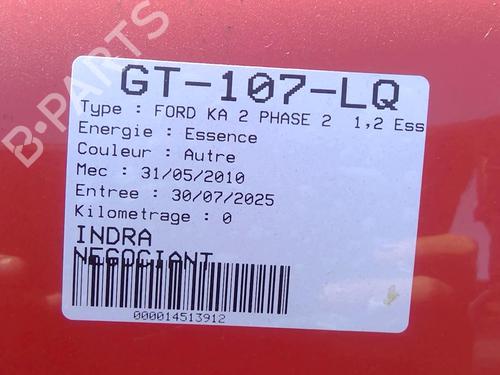 B-PARTS
GT-107-LQ
Type : FORD KA 2 PHASE 2 1,2 Ess
Energie : Essence
Couleur : Autre
Mec : 31/05/2010
Entree : 30/07/2025
Kilometrage : 0
INDRA
NEGOCIANT
000014513912